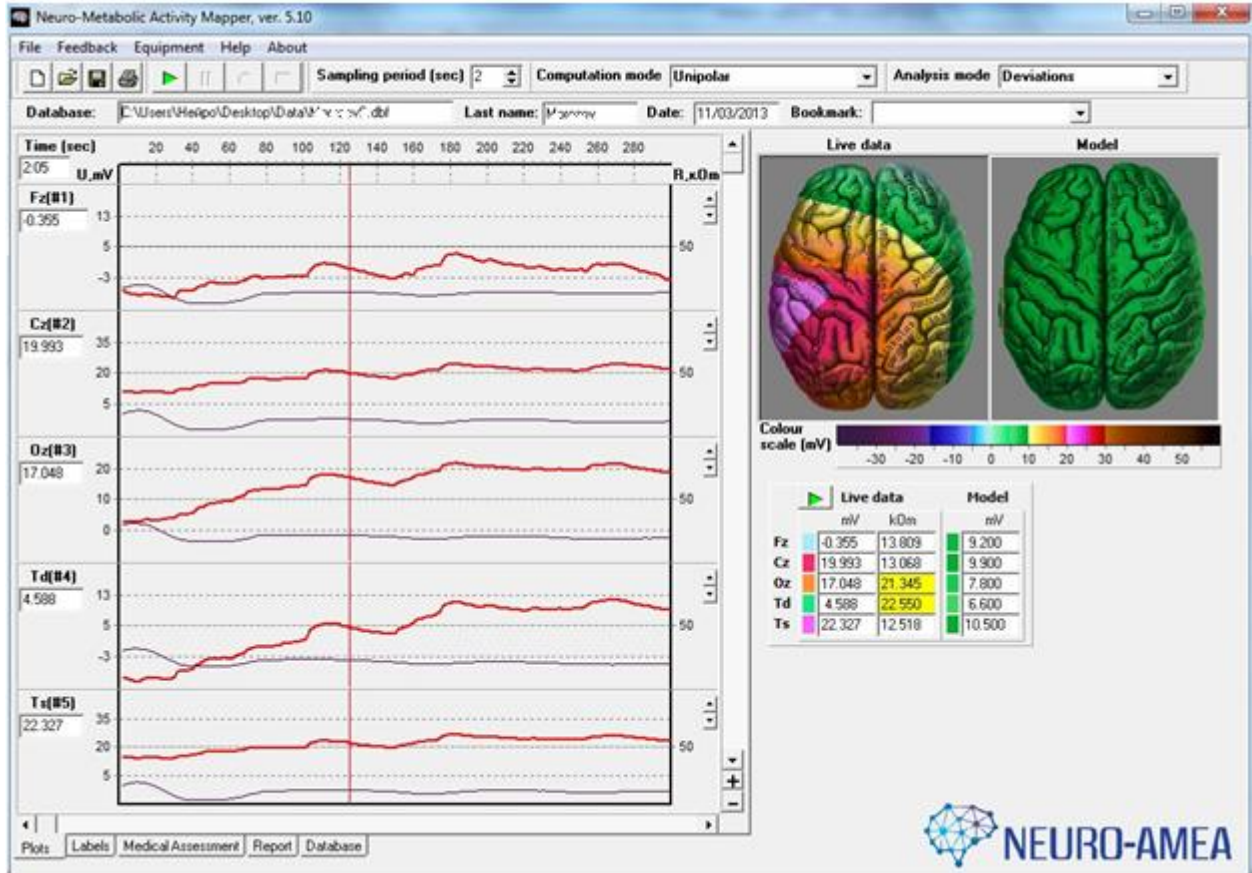 Neuro-Metabolic Activity Mapper, ver. 5.10
File Feedback Equipment Help About
Sampling period (sec) 2 Computation mode Unipolar Analysis mode Deviations
Database: Last name: Date: 11/03/2013 Bookmark:
Time (sec) 20 40 60 80 100 120 140 160 180 200 220 240 260 280
2:05 U,mV R,кОm
Fz(#1)
-0.355 13
5 50
-3
Cz(#2)
19.993 35
20 50
5
Oz(#3)
17.048 20
10 50
0
Td(#4)
4.588 13
5 50
-3
Ts(#5)
22.327 35
20 50
5
Plots Labels Medical Assessment Report Database
Live data Model
Colour
scale (mV) -30 -20 -10 0 10 20 30 40 50
Live data Model
mV kOm mV
Fz -0.355 13.809 9.200
Cz 19.993 13.068 9.900
Oz 17.048 21.345 7.800
Td 4.588 22.550 6.600
Ts 22.327 12.518 10.500
NEURO-AMEA